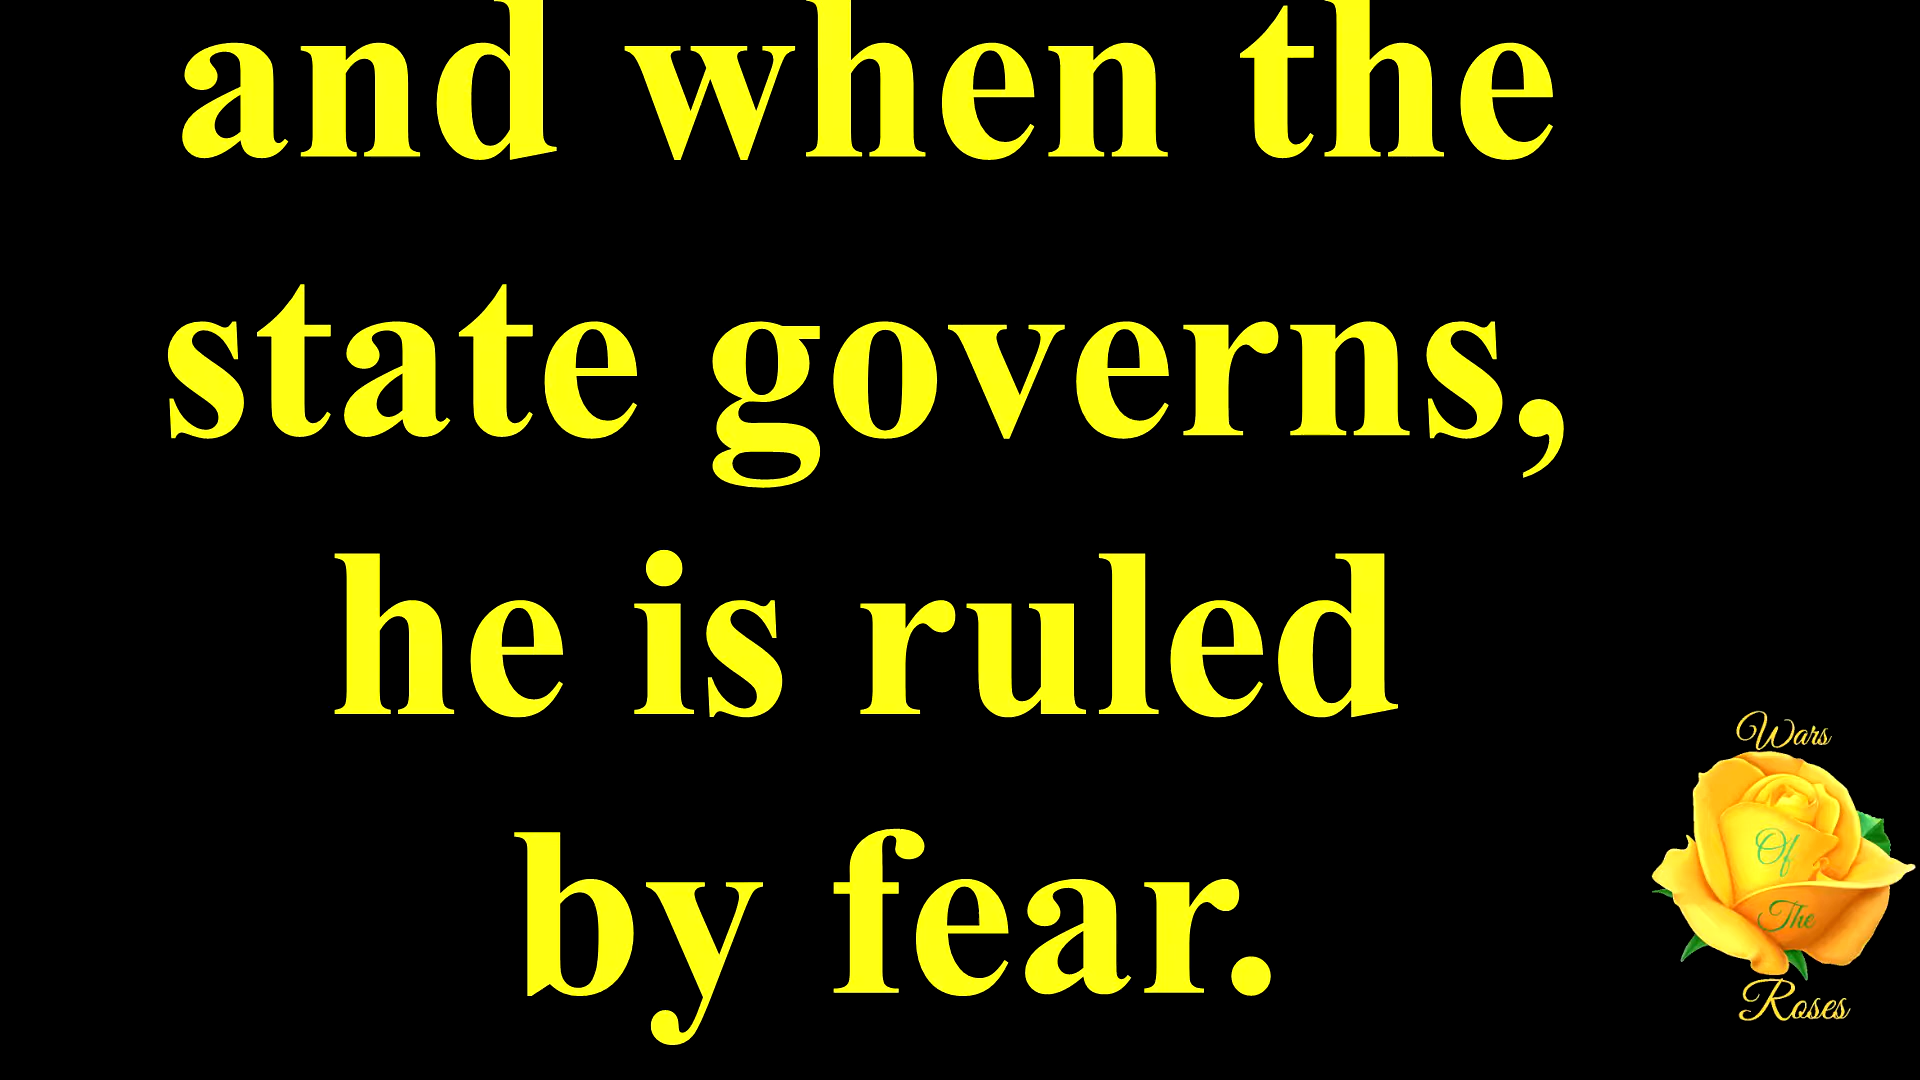 and when the
state governs,
he is ruled
by fear.
Wars
Of
The
Roses